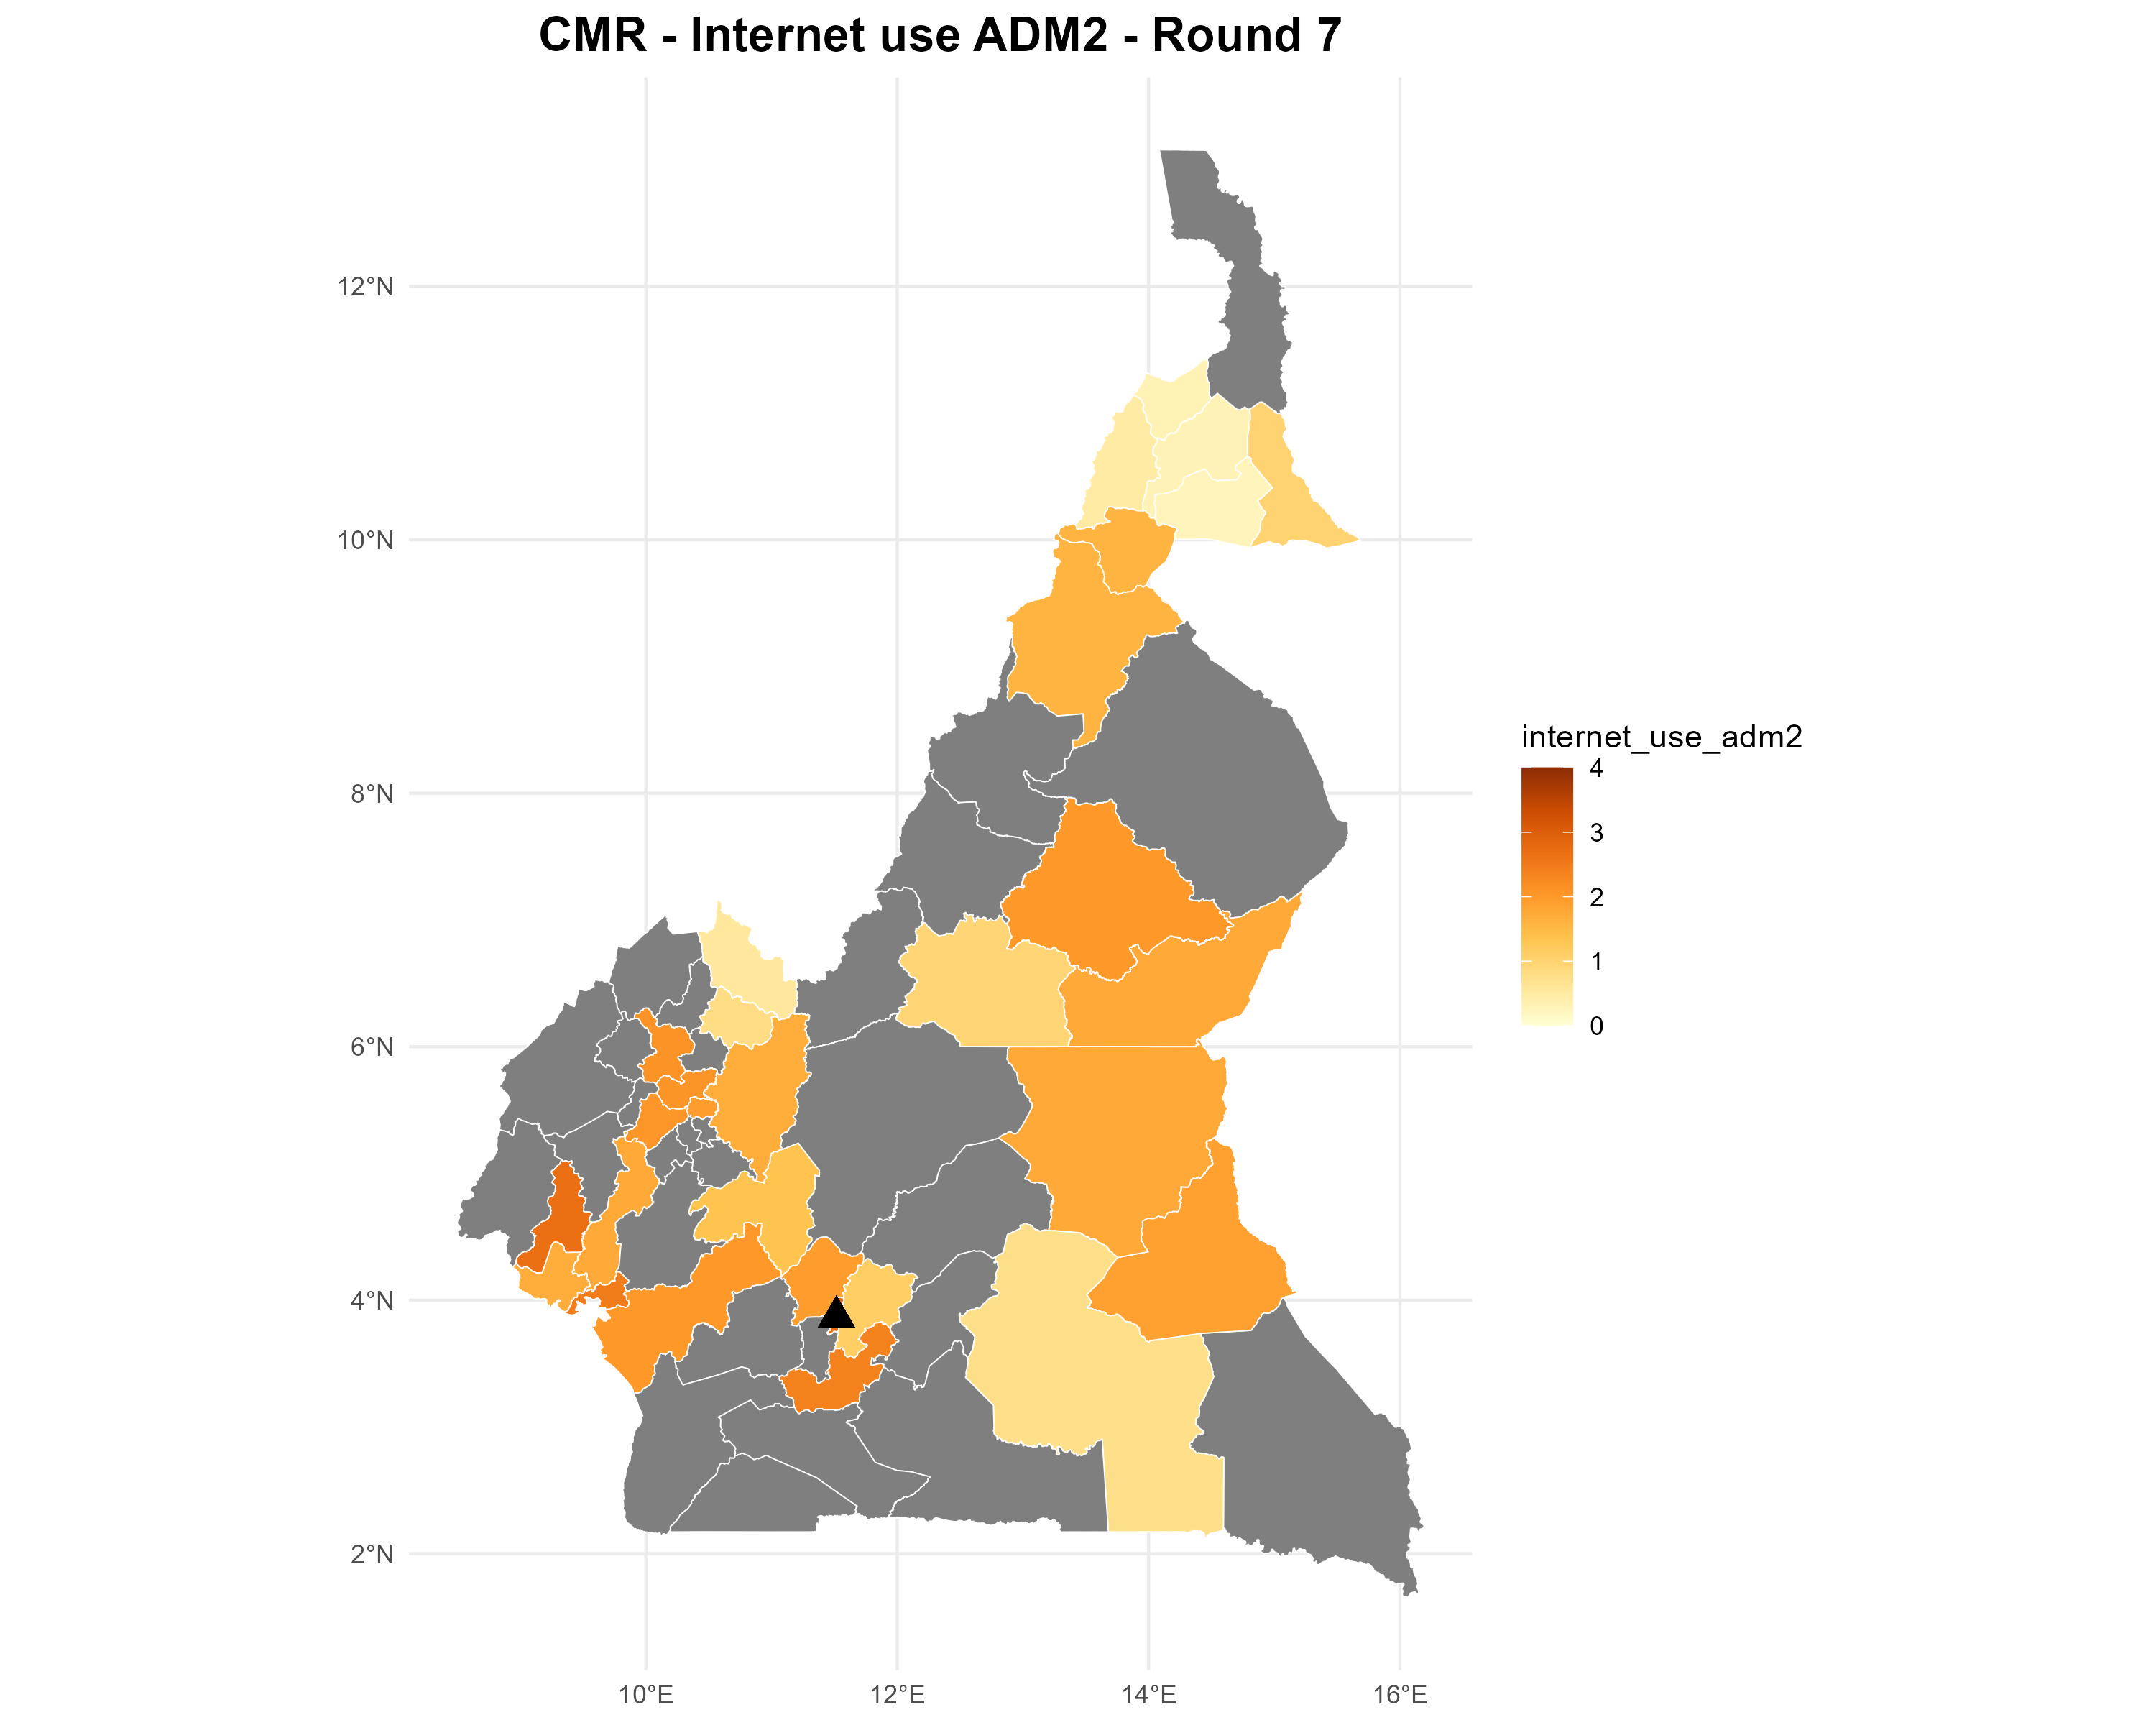 CMR - Internet use ADM2 - Round 7
12°N
10°N
8°N
6°N
4°N
2°N
10°E
12°E
14°E
16°E
internet_use_adm2
4
3
2
1
0